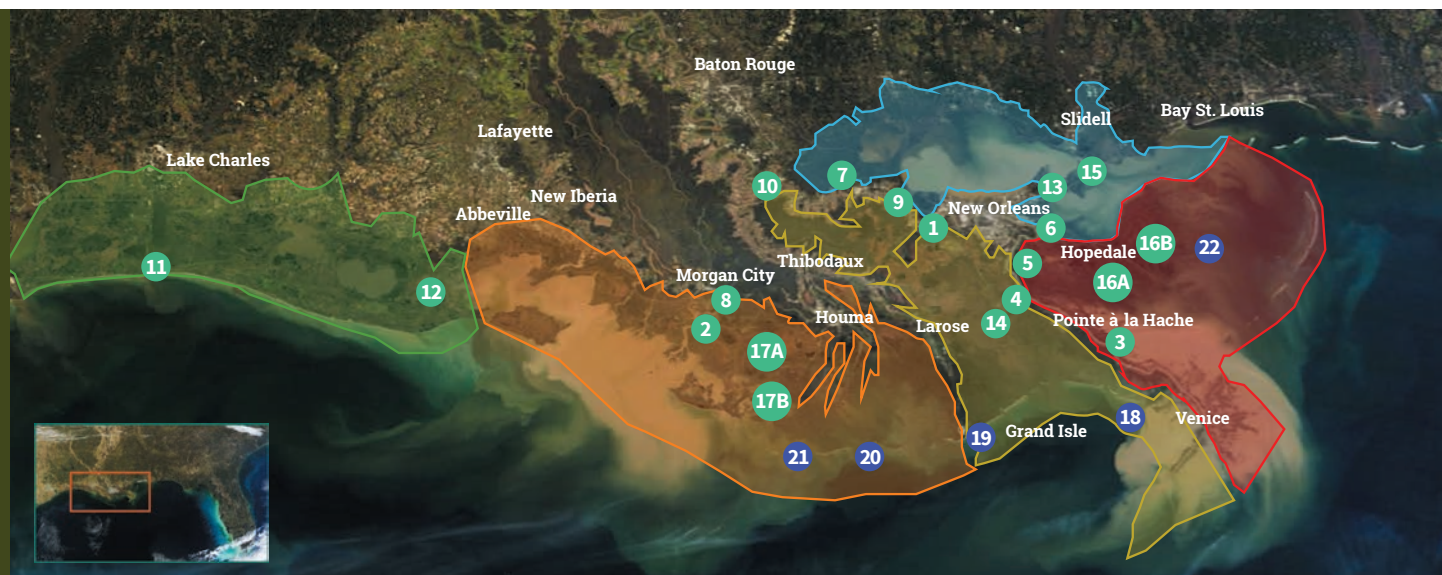 Baton Rouge
Bay St. Louis
Slidell
Lafayette
Lake Charles
7
15
10
13
New Iberia
9
New Orleans
Abbeville
1
6
16B
22
Hopedale
Thibodaux
5
11
Morgan City
16A
12
8
4
Houma
Larose
14
Pointe à la Hache
2
3
17A
17B
18
Venice
Grand Isle
19
21
20